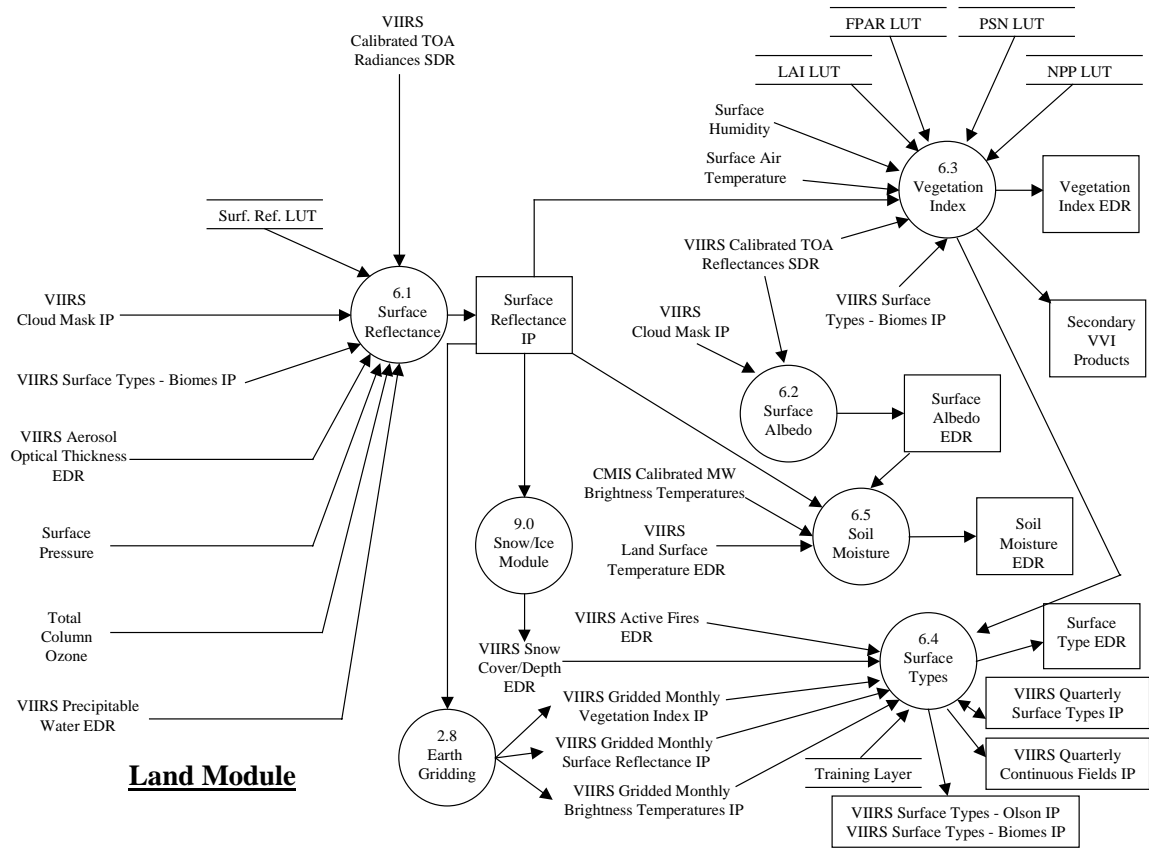 VIIRS
Calibrated TOA
Radiances SDR
FPAR LUT
PSN LUT
LAI LUT
NPP LUT
Surface
Humidity
Surface Air
Temperature
6.3
Vegetation
Index
Vegetation
Index EDR
Surf. Ref. LUT
VIIRS Calibrated TOA
Reflectances SDR
VIIRS
Cloud Mask IP
6.1
Surface
Reflectance
Surface
Reflectance
IP
VIIRS Surface
Types - Biomes IP
VIIRS
Cloud Mask IP
Secondary
VVI
Products
VIIRS Surface Types - Biomes IP
6.2
Surface
Albedo
Surface
Albedo
EDR
VIIRS Aerosol
Optical Thickness
EDR
CMIS Calibrated MW
Brightness Temperatures
Surface
Pressure
9.0
Snow/Ice
Module
VIIRS
Land Surface
Temperature EDR
6.5
Soil
Moisture
Soil
Moisture
EDR
Total
Column
Ozone
VIIRS Active Fires
EDR
VIIRS Snow
Cover/Depth
EDR
6.4
Surface
Types
Surface
Type EDR
VIIRS Precipitable
Water EDR
VIIRS Gridded Monthly
Vegetation Index IP
VIIRS Quarterly
Surface Types IP
2.8
Earth
Gridding
VIIRS Gridded Monthly
Surface Reflectance IP
VIIRS Quarterly
Continuous Fields IP
Land Module
VIIRS Gridded Monthly
Brightness Temperatures IP
Training Layer
VIIRS Surface Types - Olson IP
VIIRS Surface Types - Biomes IP